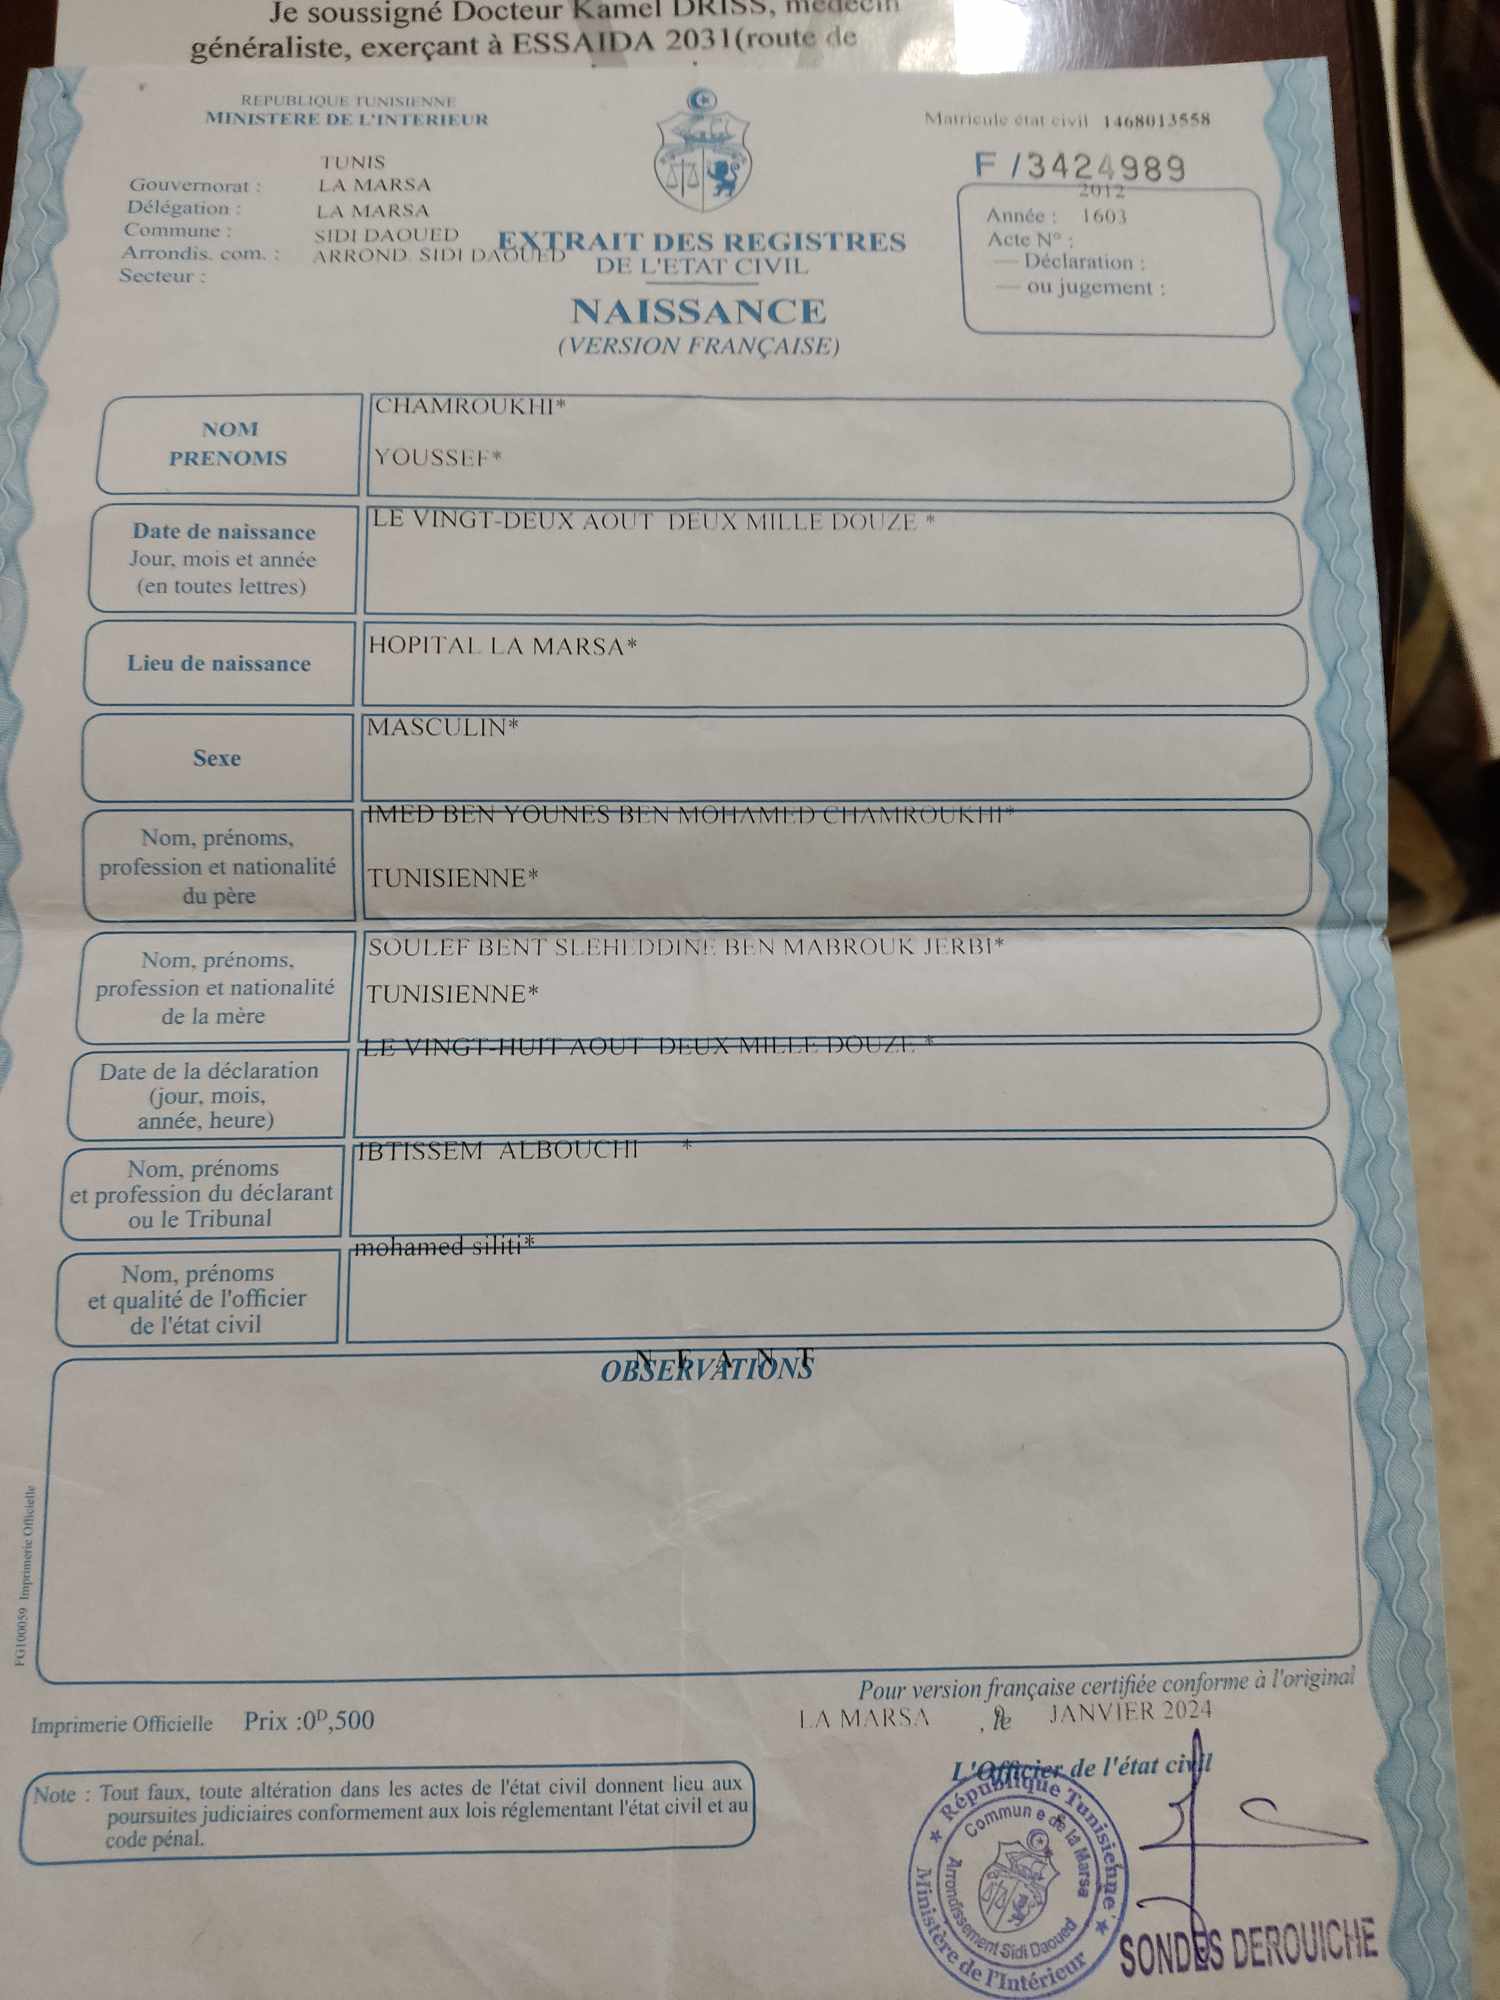 Je soussigné Docteur Kamel DRISS, médecin
généraliste, exerçant à ESSAIDA 2031(route de
REPUBLIQUE TUNISIENNE
MINISTERE DE L'INTERIEUR
Matricule état civil 1468013558
F /3424989
TUNIS
Gouvernorat : LA MARSA
Délégation : LA MARSA
Commune : SIDI DAOUED
Arrondis. com. : ARROND. SIDI DAOUED
Secteur :
2012
Année : 1603
Acte N° :
— Déclaration :
— ou jugement :
EXTRAIT DES REGISTRES
DE L'ETAT CIVIL
NAISSANCE
(VERSION FRANÇAISE)
NOM
PRENOMS
CHAMROUKHI*
YOUSSEF*
Date de naissance
Jour, mois et année
(en toutes lettres)
LE VINGT-DEUX AOUT DEUX MILLE DOUZE *
Lieu de naissance
HOPITAL LA MARSA*
Sexe
MASCULIN*
Nom, prénoms,
profession et nationalité
du père
IMED BEN YOUNES BEN MOHAMED CHAMROUKHI*
TUNISIENNE*
Nom, prénoms,
profession et nationalité
de la mère
SOULEF BENT SLEHEDDINE BEN MABROUK JERBI*
TUNISIENNE*
Date de la déclaration
(jour, mois,
année, heure)
LE VINGT-HUIT AOUT DEUX MILLE DOUZE *
Nom, prénoms
et profession du déclarant
ou le Tribunal
IBTISSEM ALBOUCHI *
Nom, prénoms
et qualité de l'officier
de l'état civil
mohamed siliti*
N E A N T
OBSERVATIONS
FG100059 Imprimerie Officielle
Pour version française certifiée conforme à l'original
LA MARSA , le JANVIER 2024
Imprimerie Officielle Prix :0ᴰ,500
L'Officier de l'état civil
Note : Tout faux, toute altération dans les actes de l'état civil donnent lieu aux
poursuites judiciaires conformement aux lois réglementant l'état civil et au
code pénal.
République Tunisienne
Ministère de l'Intérieur
Commune de la Marsa
Arrondissement Sidi Daoued
SONDES DEROUICHE